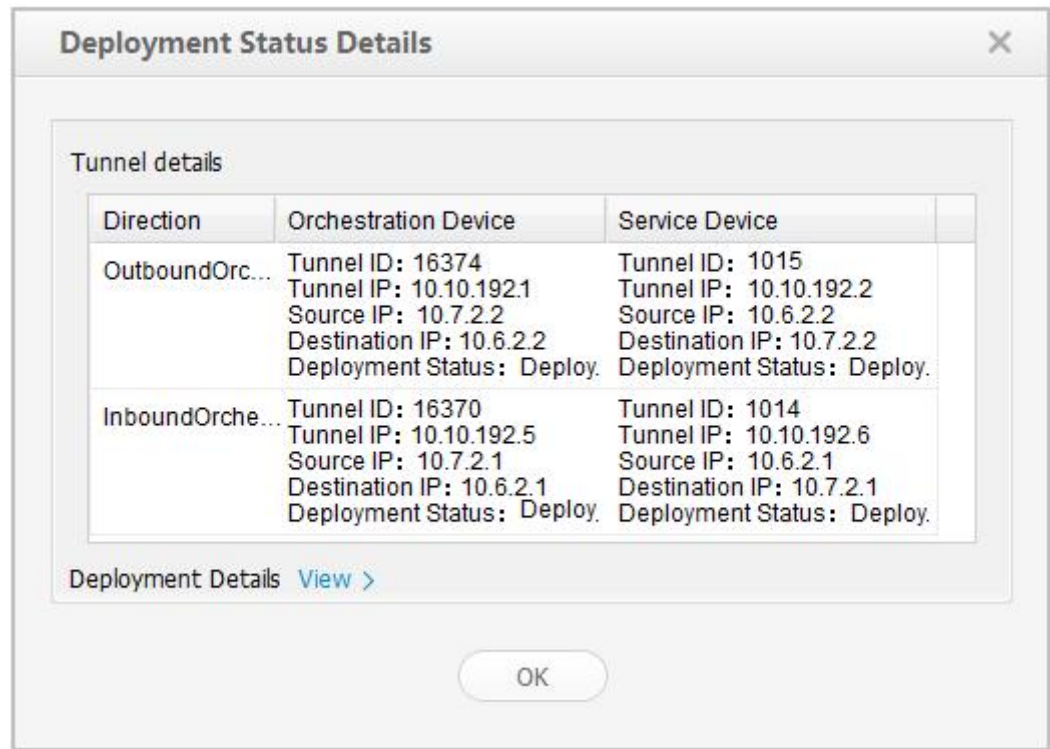 Deployment Status Details
Tunnel details
Direction Orchestration Device Service Device
OutboundOrc...
Tunnel ID: 16374
Tunnel IP: 10.10.192.1
Source IP: 10.7.2.2
Destination IP: 10.6.2.2
Deployment Status: Deploy.
Tunnel ID: 1015
Tunnel IP: 10.10.192.2
Source IP: 10.6.2.2
Destination IP: 10.7.2.2
Deployment Status: Deploy.
InboundOrche...
Tunnel ID: 16370
Tunnel IP: 10.10.192.5
Source IP: 10.7.2.1
Destination IP: 10.6.2.1
Deployment Status: Deploy.
Tunnel ID: 1014
Tunnel IP: 10.10.192.6
Source IP: 10.6.2.1
Destination IP: 10.7.2.1
Deployment Status: Deploy.
Deployment Details View >
OK